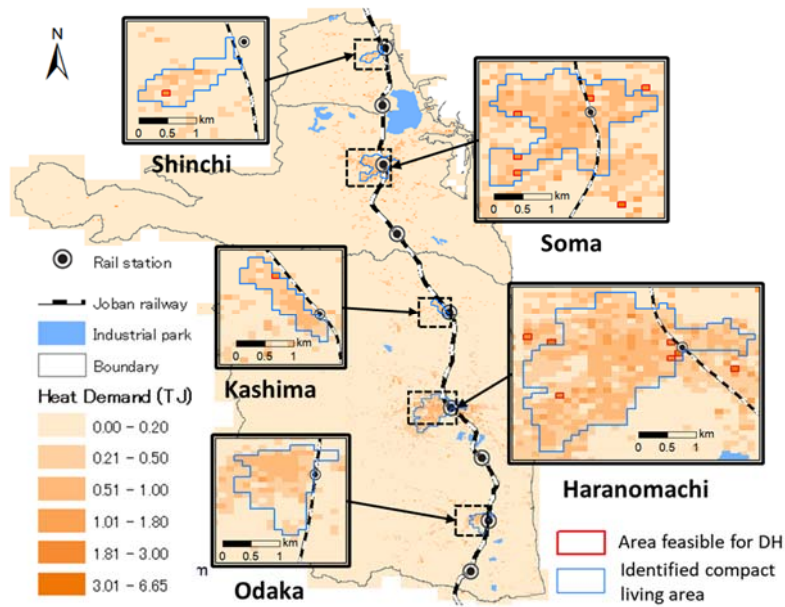 N
0 0.5 1 km
Shinchi
0 0.5 1 km
Soma
Rail station
Joban railway
Industrial park
Boundary
Heat Demand (TJ)
0.00 - 0.20
0.21 - 0.50
0.51 - 1.00
1.01 - 1.80
1.81 - 3.00
3.01 - 6.65
0 0.5 1 km
Kashima
0 0.5 1 km
Haranomachi
0 0.5 1 km
Odaka
m
Area feasible for DH
Identified compact
living area